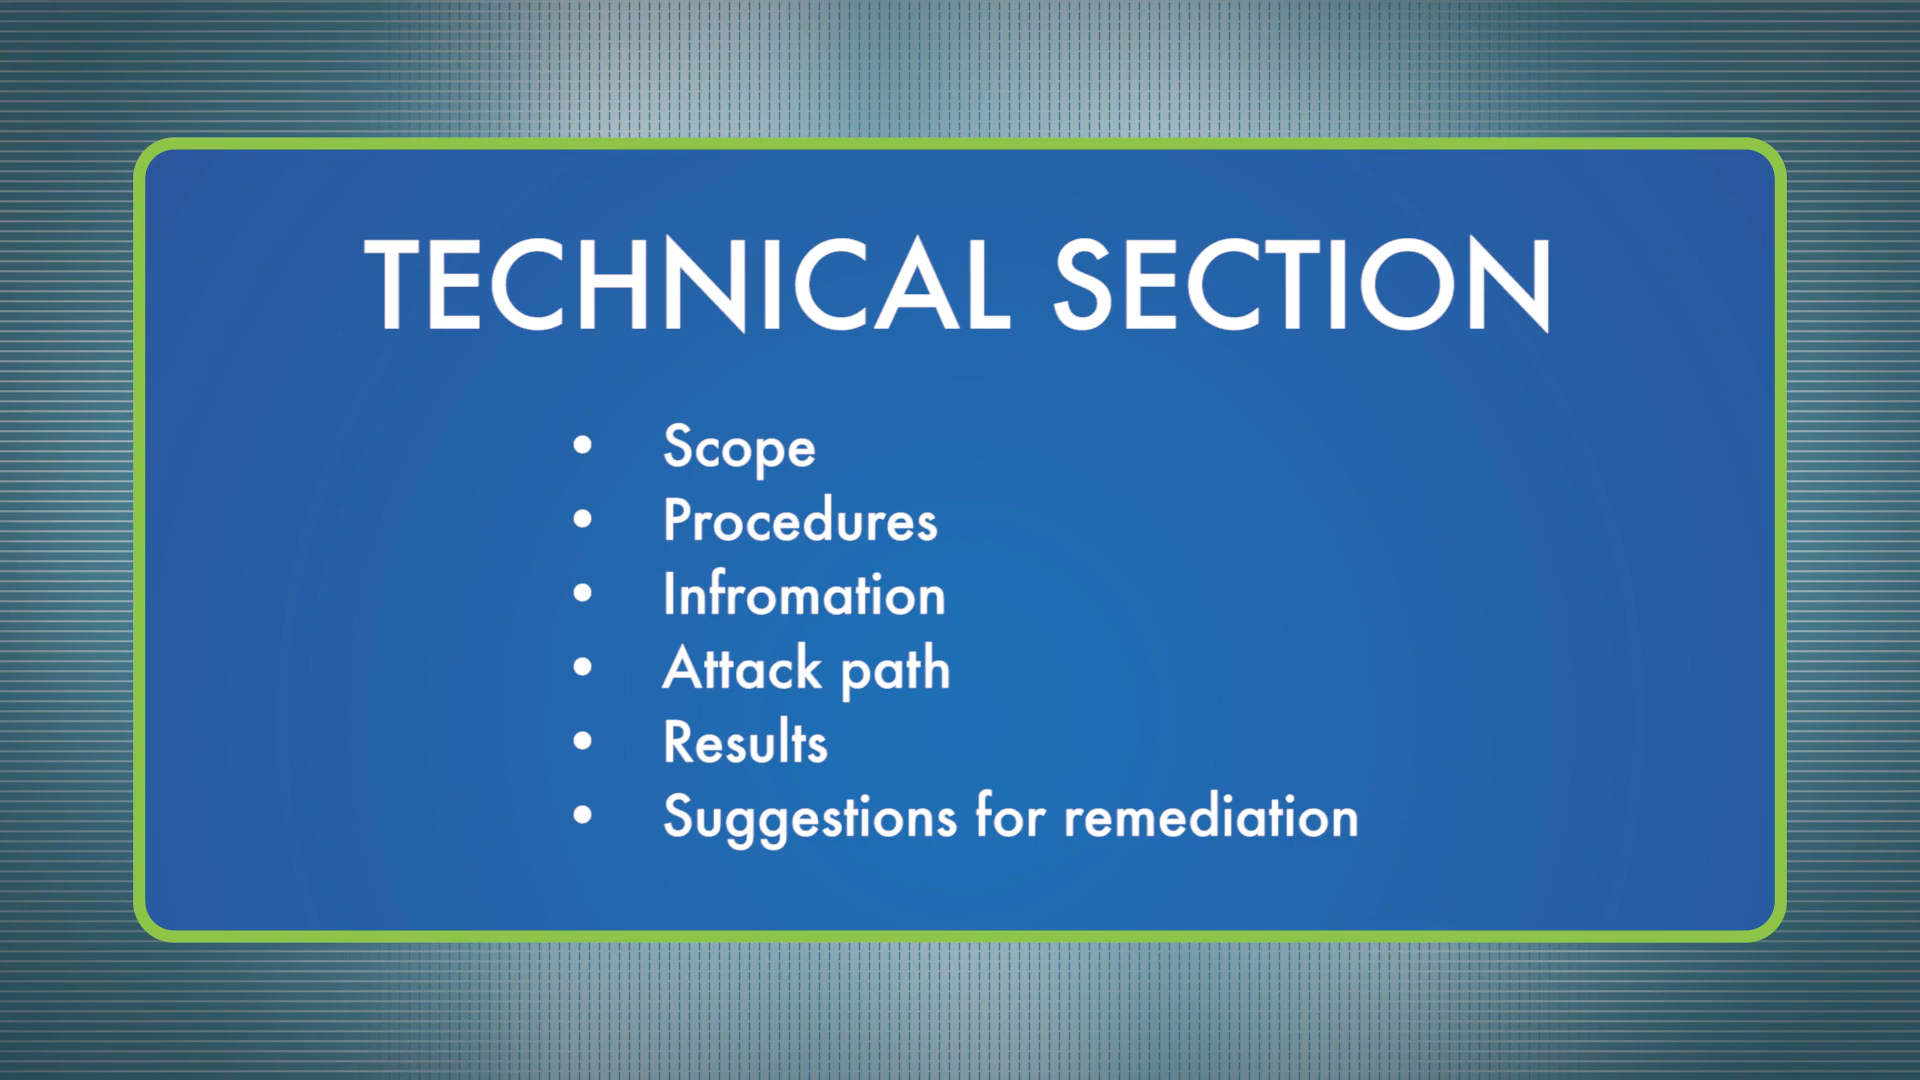 TECHNICAL SECTION
• Scope
• Procedures
• Infromation
• Attack path
• Results
• Suggestions for remediation